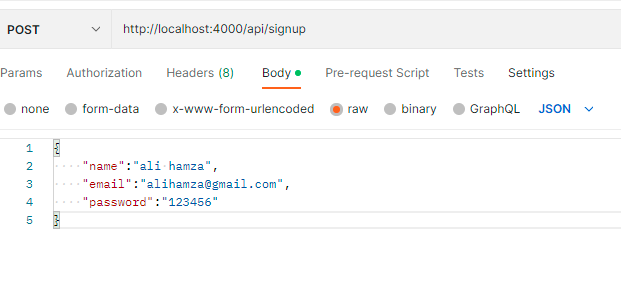 POST http://localhost:4000/api/signup
Params Authorization Headers (8) Body Pre-request Script Tests Settings
none form-data x-www-form-urlencoded raw binary GraphQL JSON
1 {
2 "name":"ali hamza",
3 "email":"alihamza@gmail.com",
4 "password":"123456"
5 }